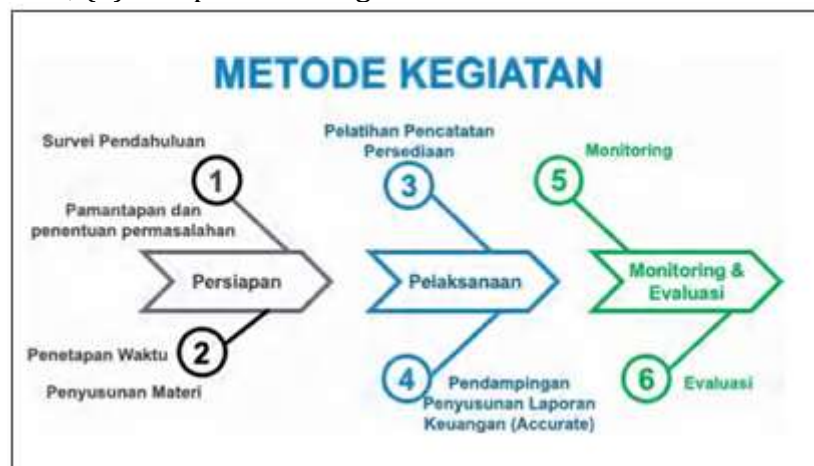 METODE KEGIATAN
Survei Pendahuluan
1
Pamantapan dan
penentuan permasalahan
Persiapan
Penetapan Waktu
2
Penyusunan Materi
Pelatihan Pencatatan
Persediaan
3
Pelaksanaan
4
Pendampingan
Penyusunan Laporan
Keuangan (Accurate)
Monitoring
5
Monitoring &
Evaluasi
6
Evaluasi